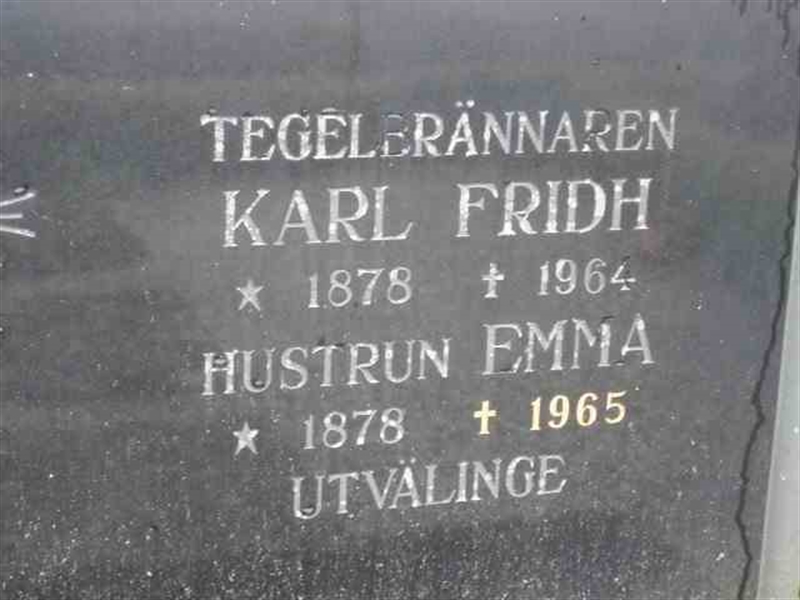 TEGELBRÄNNAREN
KARL FRIDH
★ 1878 ✝ 1964
HUSTRUN EMMA
★ 1878 ✝ 1965
UTVÄLINGE